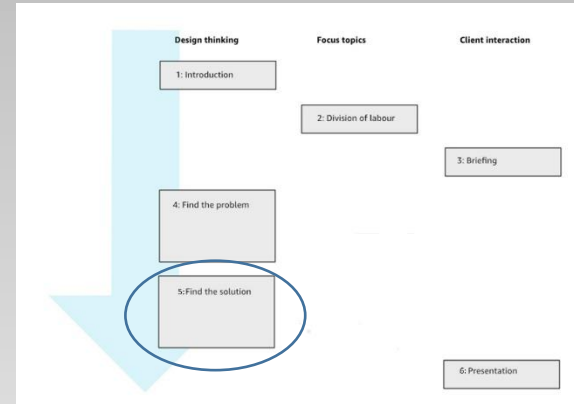 Design thinking
Focus topics
Client interaction
1: Introduction
2: Division of labour
3: Briefing
4: Find the problem
5:Find the solution
6: Presentation